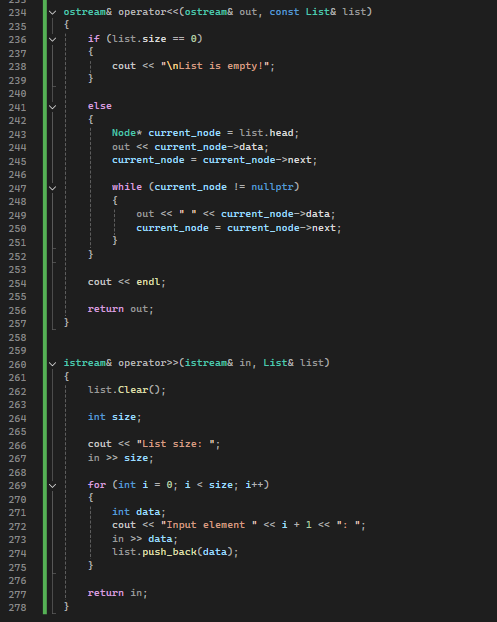 233
234 ostream& operator<<(ostream& out, const List& list)
235 {
236     if (list.size == 0)
237     {
238         cout << "\nList is empty!";
239     }
240
241     else
242     {
243         Node* current_node = list.head;
244         out << current_node->data;
245         current_node = current_node->next;
246
247         while (current_node != nullptr)
248         {
249             out << " " << current_node->data;
250             current_node = current_node->next;
251         }
252     }
253
254     cout << endl;
255
256     return out;
257 }
258
259
260 istream& operator>>(istream& in, List& list)
261 {
262     list.Clear();
263
264     int size;
265
266     cout << "List size: ";
267     in >> size;
268
269     for (int i = 0; i < size; i++)
270     {
271         int data;
272         cout << "Input element " << i + 1 << ": ";
273         in >> data;
274         list.push_back(data);
275     }
276
277     return in;
278 }